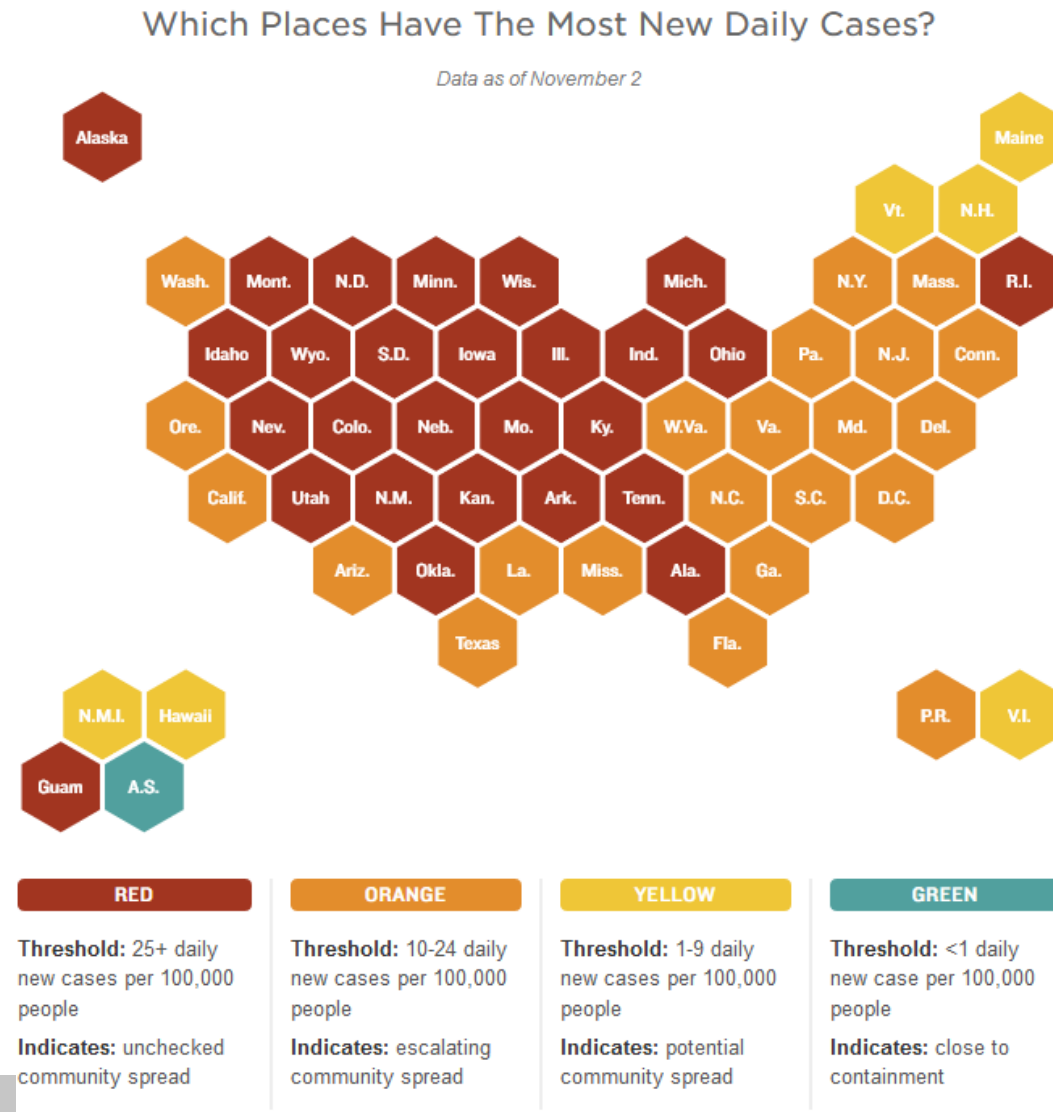 Which Places Have The Most New Daily Cases?
Data as of November 2
Alaska
Maine
Vt.
N.H.
Wash.
Mont.
N.D.
Minn.
Wis.
Mich.
N.Y.
Mass.
R.I.
Idaho
Wyo.
S.D.
Iowa
Ill.
Ind.
Ohio
Pa.
N.J.
Conn.
Ore.
Nev.
Colo.
Neb.
Mo.
Ky.
W.Va.
Va.
Md.
Del.
Calif.
Utah
N.M.
Kan.
Ark.
Tenn.
N.C.
S.C.
D.C.
Ariz.
Okla.
La.
Miss.
Ala.
Ga.
Texas
Fla.
N.M.I.
Hawaii
P.R.
V.I.
Guam
A.S.
RED
Threshold: 25+ daily
new cases per 100,000
people
Indicates: unchecked
community spread
ORANGE
Threshold: 10-24 daily
new cases per 100,000
people
Indicates: escalating
community spread
YELLOW
Threshold: 1-9 daily
new cases per 100,000
people
Indicates: potential
community spread
GREEN
Threshold: <1 daily
new case per 100,000
people
Indicates: close to
containment